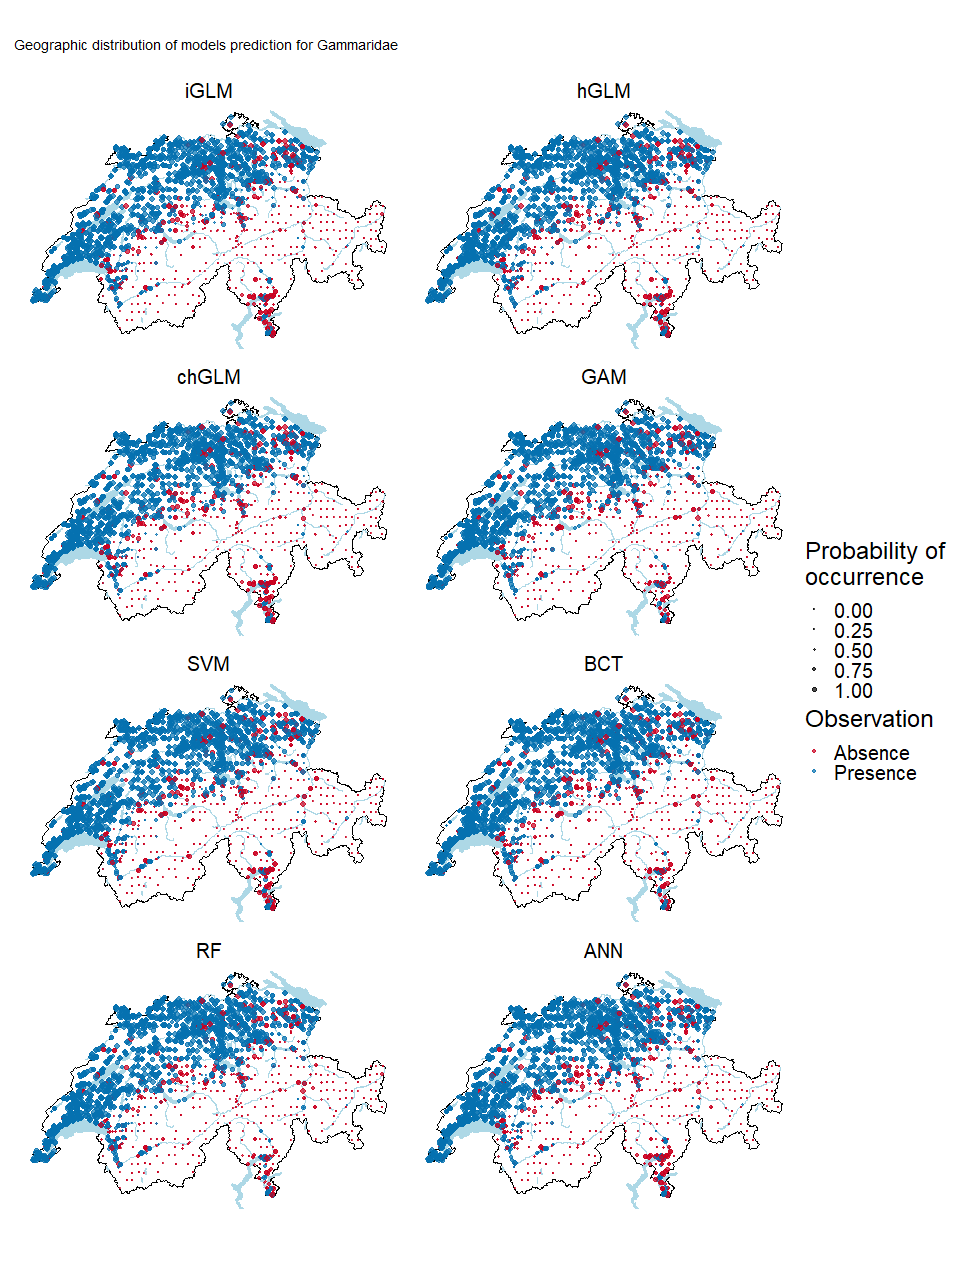 Geographic distribution of models prediction for Gammaridae
iGLM
hGLM
chGLM
GAM
SVM
BCT
RF
ANN
Probability of
occurrence
0.00
0.25
0.50
0.75
1.00
Observation
Absence
Presence